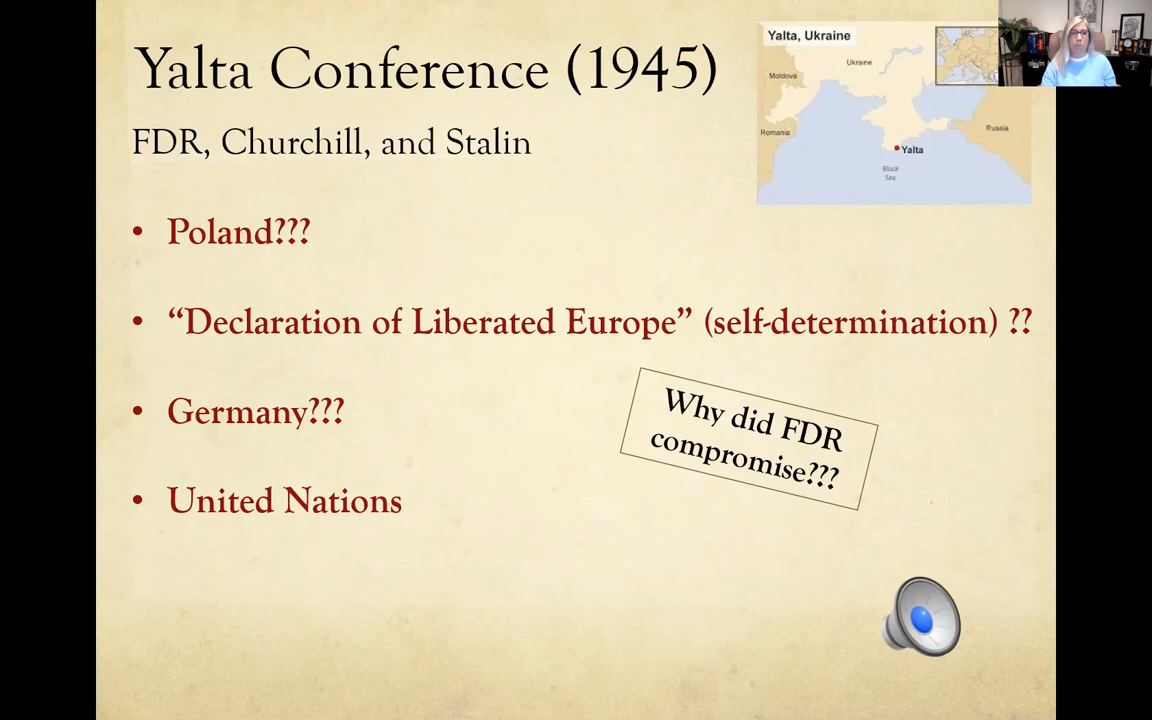 Yalta Conference (1945)
FDR, Churchill, and Stalin
• Poland???
• “Declaration of Liberated Europe” (self-determination) ??
• Germany???
• United Nations
Why did FDR
compromise???
Yalta, Ukraine
Ukraine
Moldova
Romania
Russia
Yalta
Black
Sea